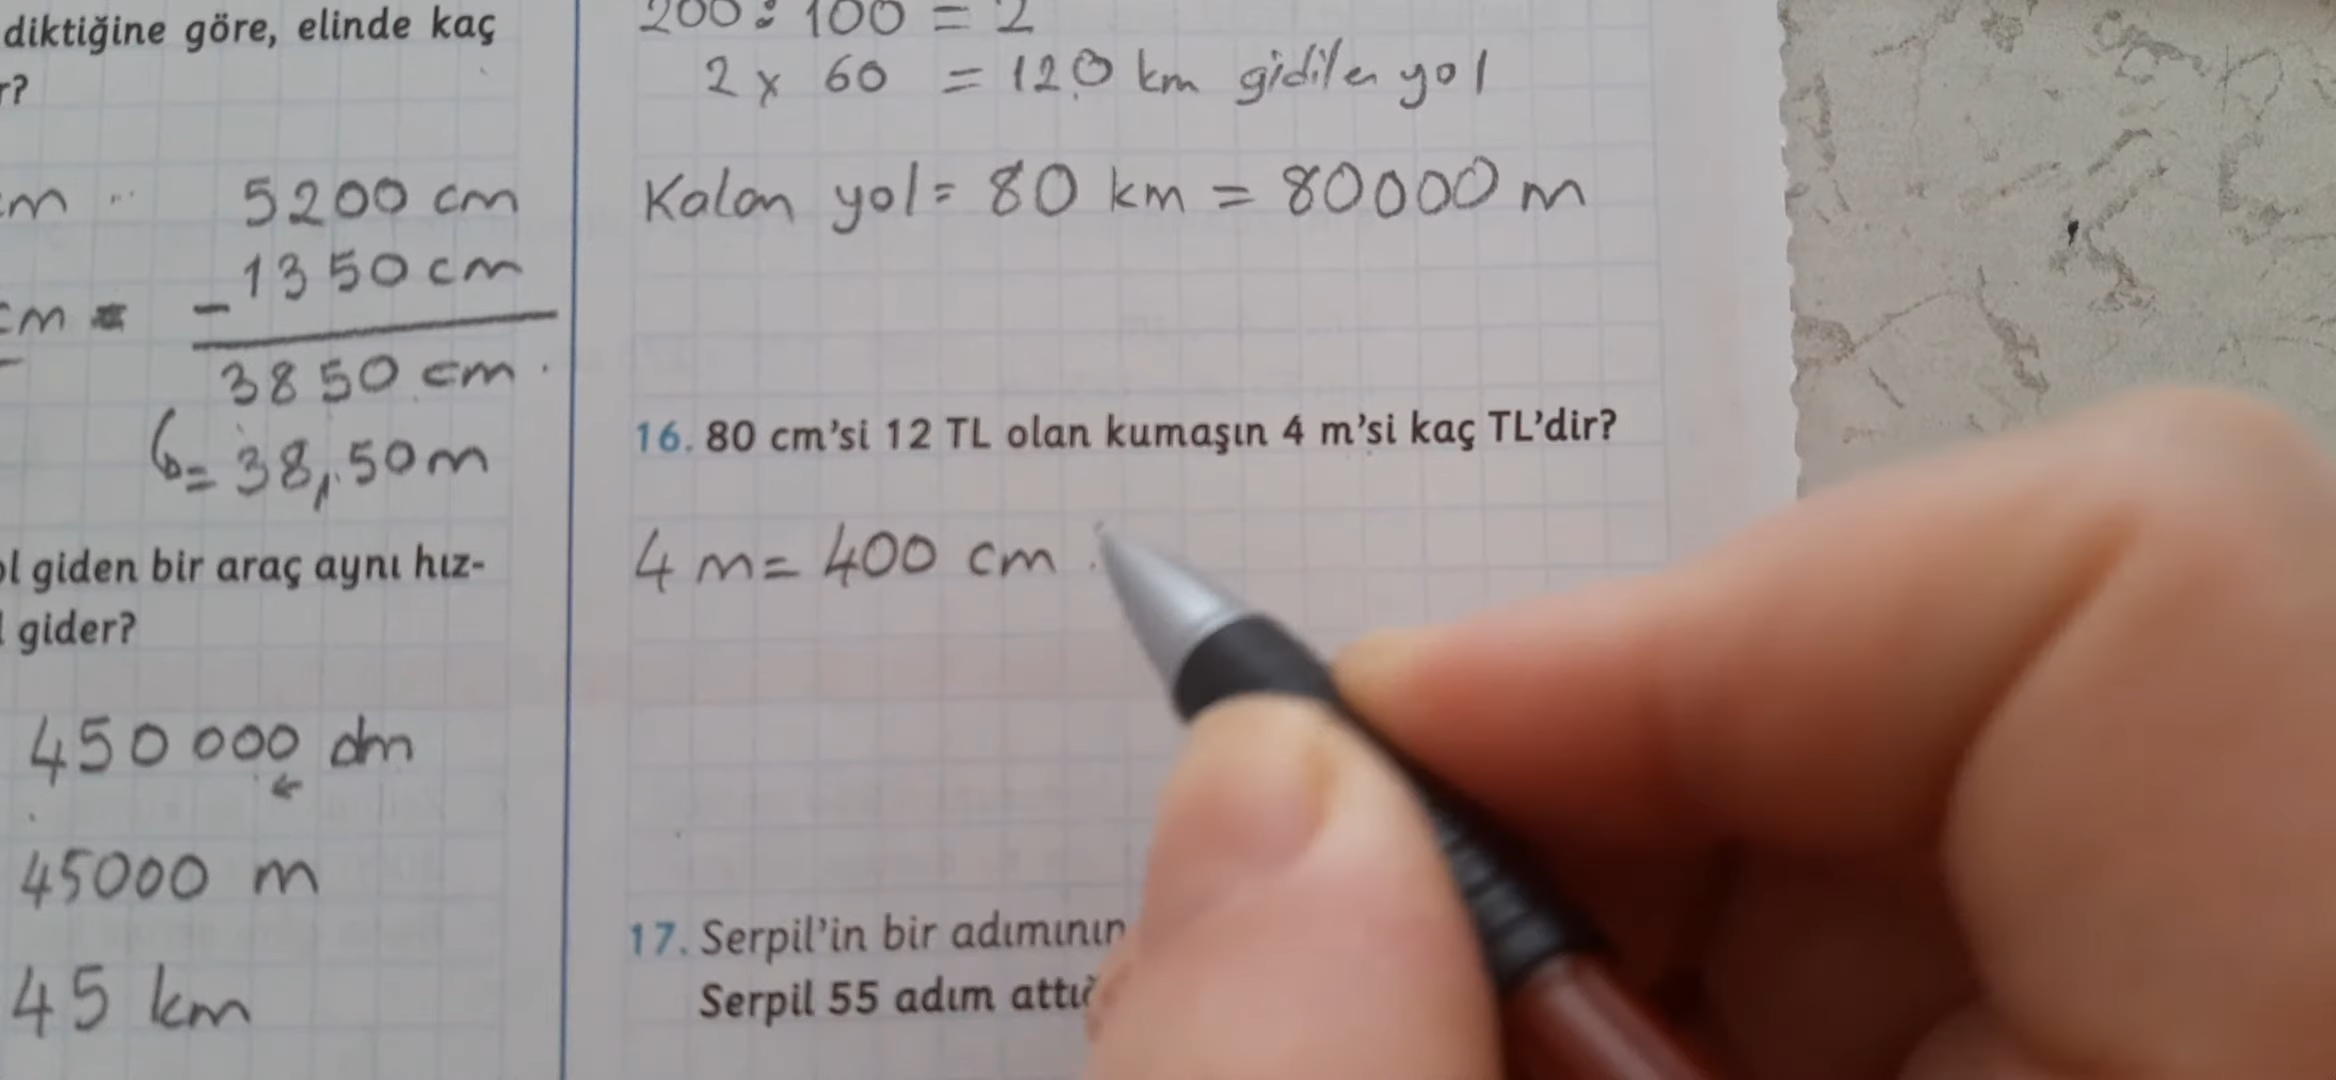 diktiğine göre, elinde kaç
r?
cm
5200 cm
cm = - 1350 cm
3850 cm
= 38,50 m
giden bir araç aynı hız-
gider?
450 000 dm
45000 m
45 km
200 : 100 = 2
2 x 60 = 120 km gidilen yol
Kalan yol = 80 km = 80000 m
16. 80 cm'si 12 TL olan kumaşın 4 m'si kaç TL'dir?
4 m = 400 cm
17. Serpil'in bir adımının
Serpil 55 adım